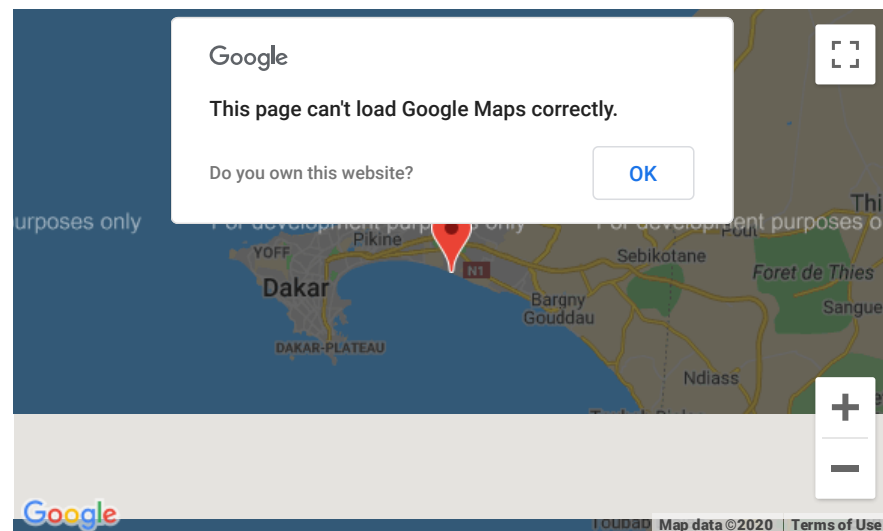 Google
This page can't load Google Maps correctly.
Do you own this website?
OK
urposes only
For development purposes only
For development purposes o
Thi
Pout
Pikine
YOFF
N1
Sebikotane
Foret de Thies
Dakar
Bargny
Gouddau
Sangue
DAKAR-PLATEAU
Ndiass
Google
Map data ©2020
Terms of Use